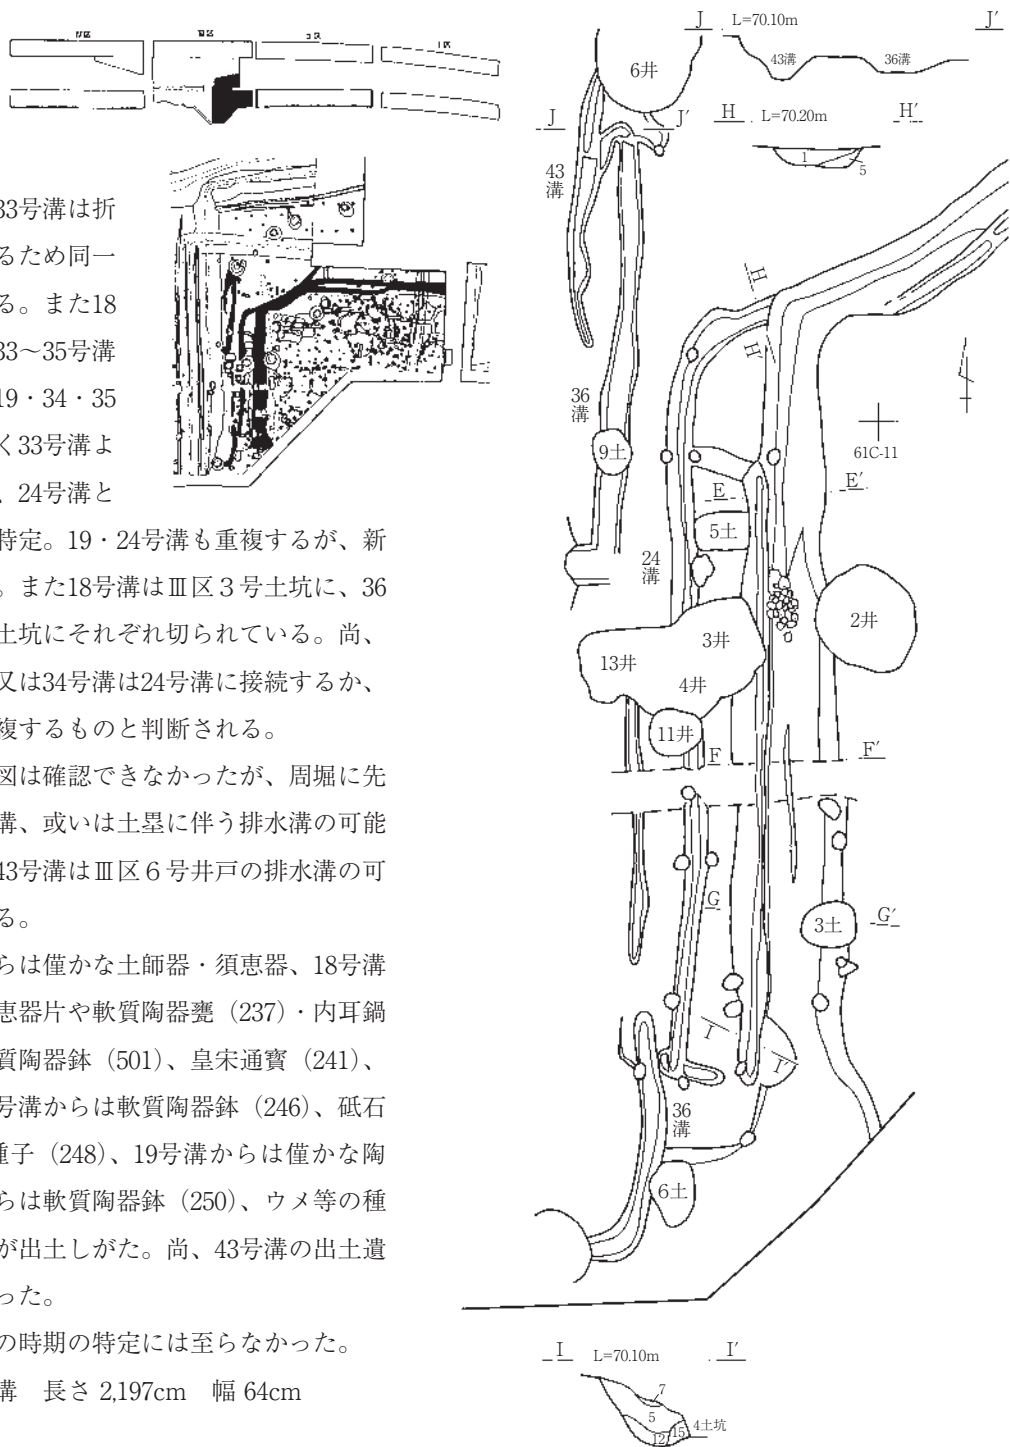 Ⅲ区
33号溝は折
るため同一
る。また18
33～35号溝
19・34・35
く33号溝よ
、24号溝と
特定。19・24号溝も重複するが、新
。また18号溝はⅢ区３号土坑に、36
土坑にそれぞれ切られている。尚、
又は34号溝は24号溝に接続するか、
複するものと判断される。
図は確認できなかったが、周堀に先
溝、或いは土塁に伴う排水溝の可能
43号溝はⅢ区６号井戸の排水溝の可
る。
らは僅かな土師器・須恵器、18号溝
恵器片や軟質陶器甕（237）・内耳鍋
質陶器鉢（501）、皇宋通寳（241）、
号溝からは軟質陶器鉢（246）、砥石
種子（248）、19号溝からは僅かな陶
らは軟質陶器鉢（250）、ウメ等の種
が出土しがた。尚、43号溝の出土遺
った。
の時期の特定には至らなかった。
溝　長さ 2,197cm　幅 64cm
J L=70.10m J′
43溝 36溝
6井
J J′
H L=70.20m H′
1 5
43溝
H
H′
36溝
9土
61C-11
E E′
5土
24溝
2井
3井
13井
4井
11井
F F′
G G′
3土
I I′
36溝
6土
I L=70.10m I′
7
5
12 15 4土坑